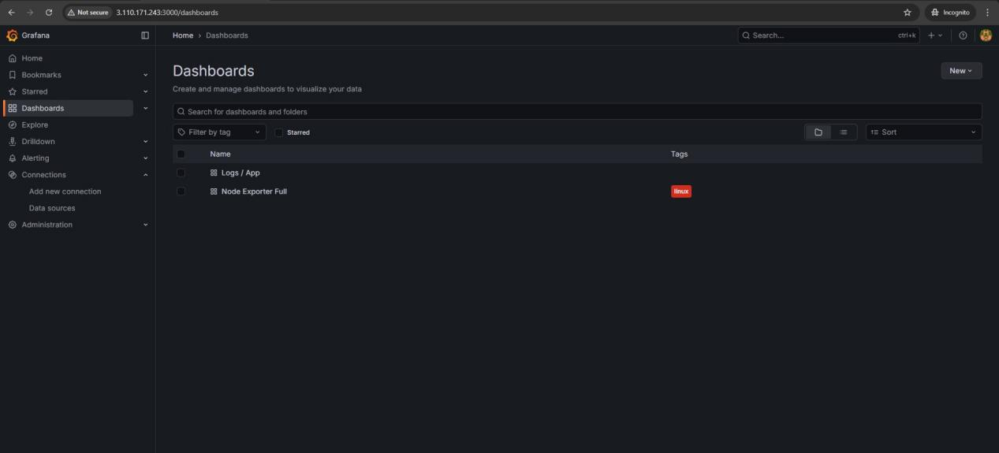 Not secure 3.110.171.243:3000/dashboards Incognito
Grafana
Home › Dashboards
Search... ctrl+k
Home
Bookmarks
Starred
Dashboards
Explore
Drilldown
Alerting
Connections
Add new connection
Data sources
Administration
Dashboards
New
Create and manage dashboards to visualize your data
Search for dashboards and folders
Filter by tag Starred Sort
Name Tags
Logs / App
Node Exporter Full linux